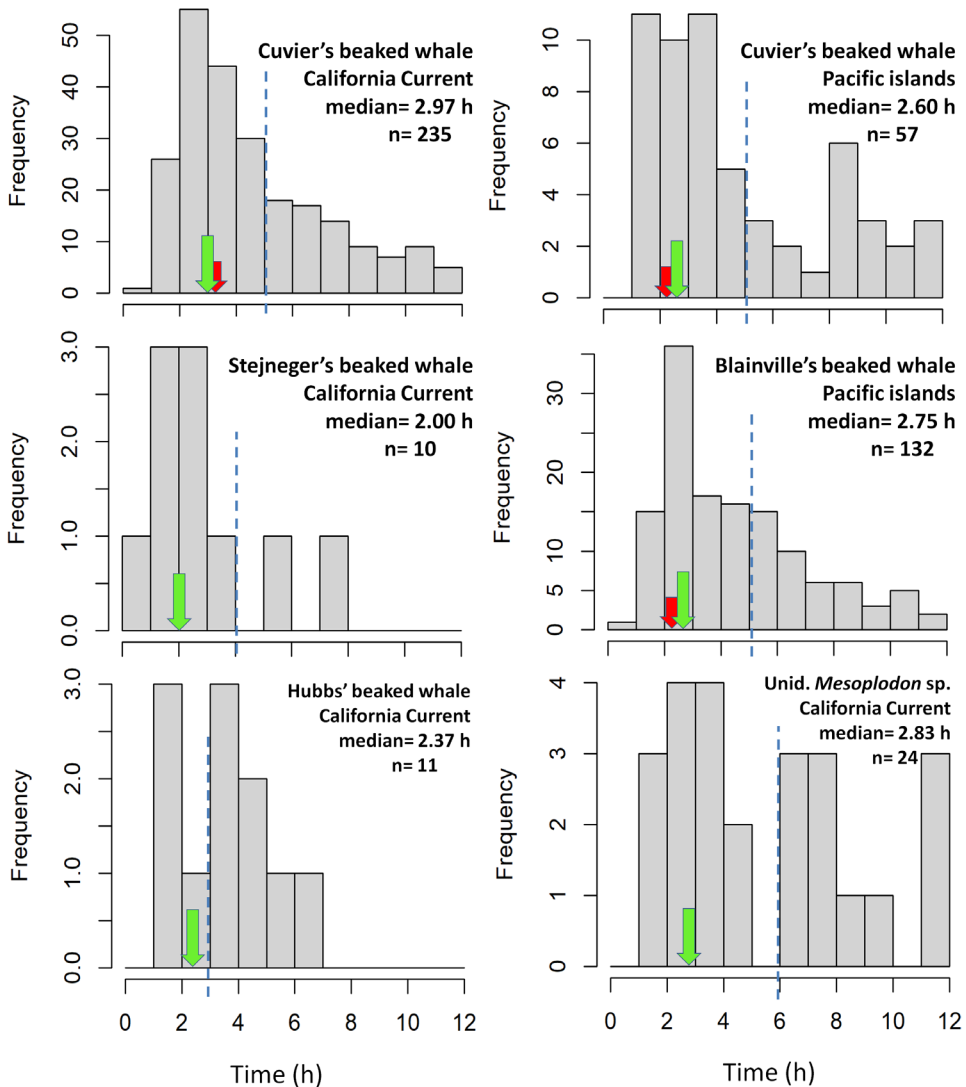 Cuvier's beaked whale
California Current
median= 2.97 h
n= 235
Frequency
0
10
20
30
40
50
Cuvier's beaked whale
Pacific islands
median= 2.60 h
n= 57
Frequency
0
2
4
6
8
10
Stejneger's beaked whale
California Current
median= 2.00 h
n= 10
Frequency
0.0
1.0
2.0
3.0
Blainville's beaked whale
Pacific islands
median= 2.75 h
n= 132
Frequency
0
5
10
20
30
Hubbs' beaked whale
California Current
median= 2.37 h
n= 11
Frequency
0.0
1.0
2.0
3.0
0 2 4 6 8 10 12
Time (h)
Unid. Mesoplodon sp.
California Current
median= 2.83 h
n= 24
Frequency
0
1
2
3
4
0 2 4 6 8 10 12
Time (h)